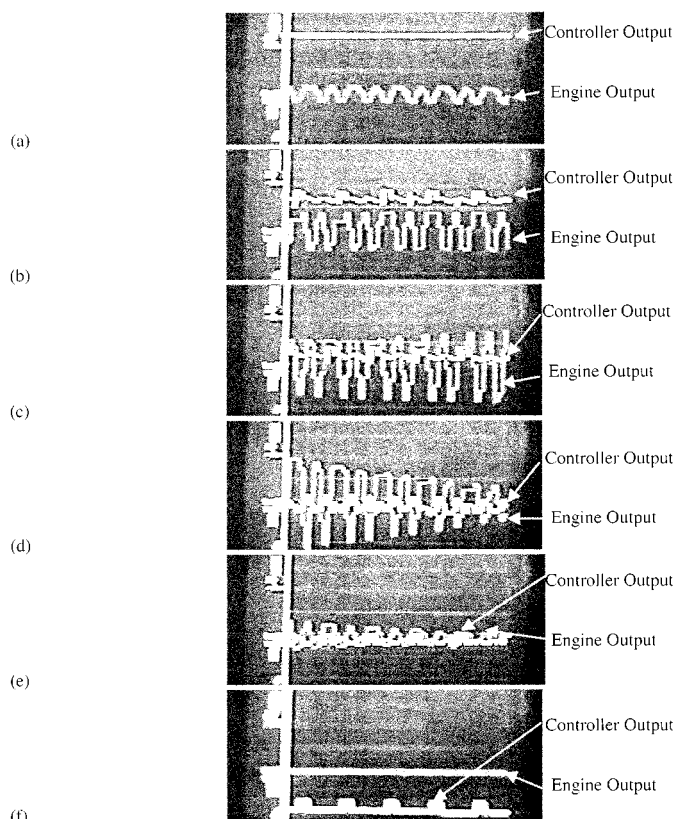 Controller Output
Engine Output
(a)
Controller Output
Engine Output
(b)
Controller Output
Engine Output
(c)
Controller Output
Engine Output
(d)
Controller Output
Engine Output
(e)
Controller Output
Engine Output
(f)